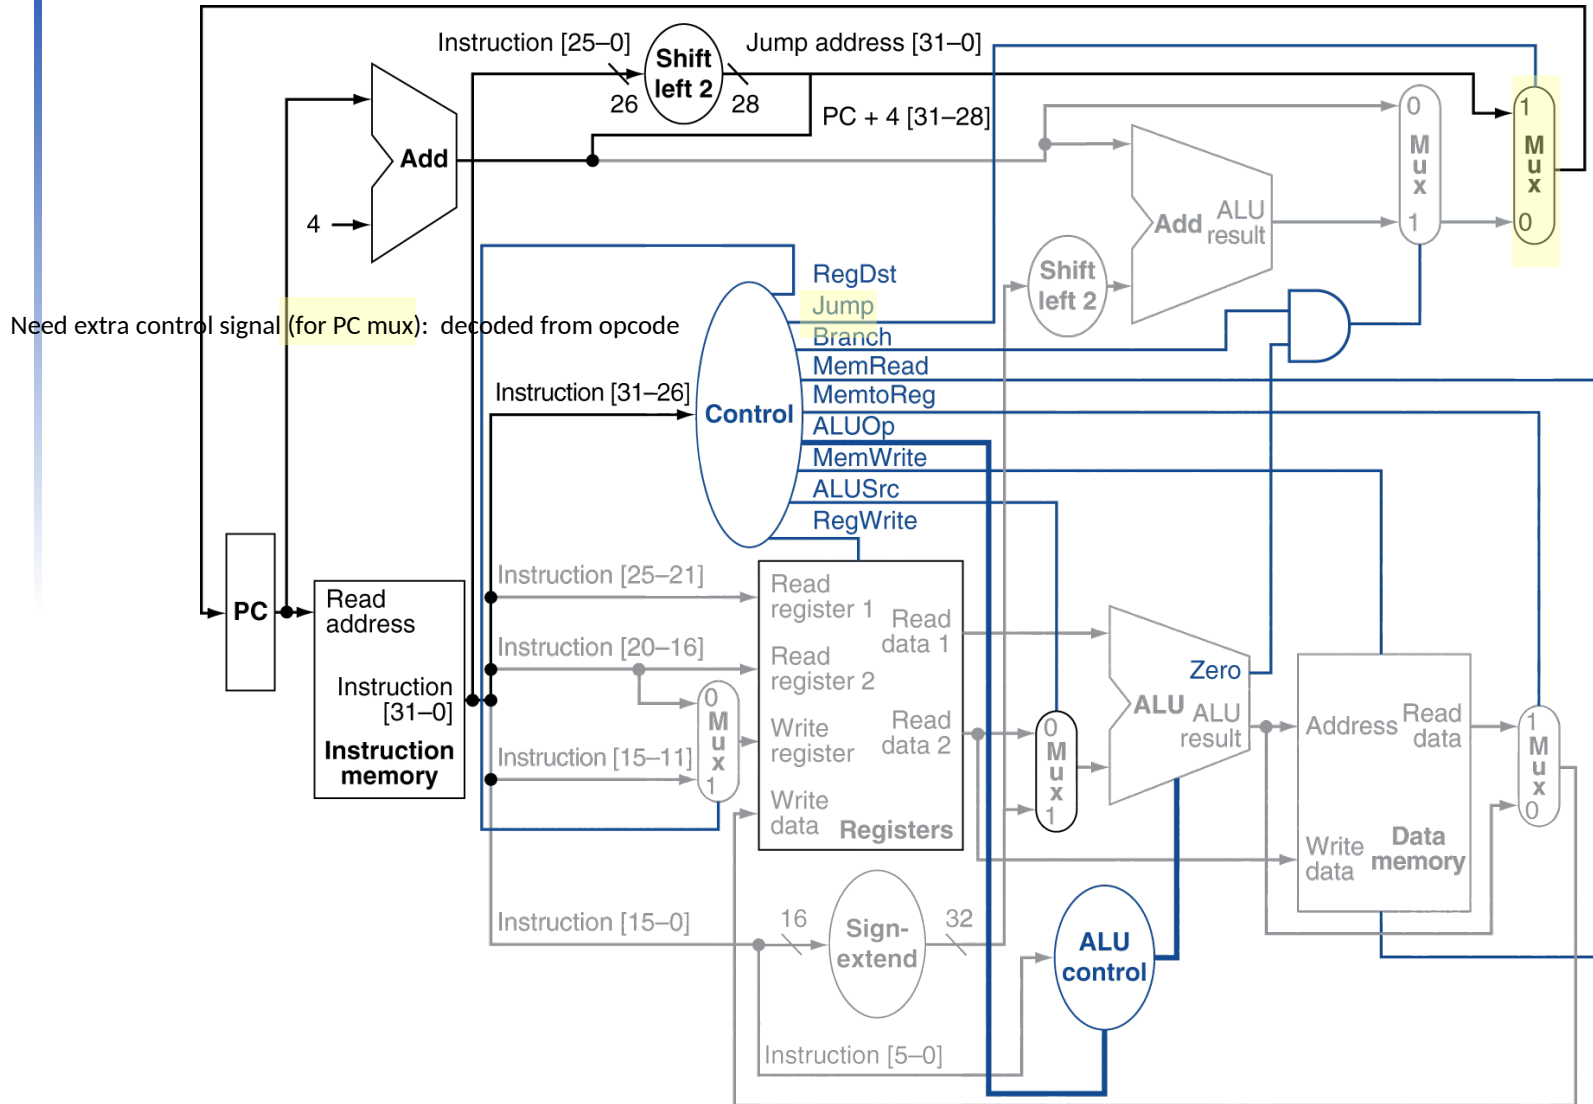 Instruction [25–0]
Shift
left 2
Jump address [31–0]
26
28
PC + 4 [31–28]
Add
4
0
M
u
x
1
1
M
u
x
0
Add
ALU
result
Shift
left 2
RegDst
Jump
Branch
MemRead
MemtoReg
ALUOp
MemWrite
ALUSrc
RegWrite
Need extra control signal (for PC mux):  decoded from opcode
Instruction [31–26]
Control
PC
Read
address
Instruction
[31–0]
Instruction
memory
Instruction [25–21]
Instruction [20–16]
Instruction [15–11]
0
M
u
x
1
Read
register 1
Read
register 2
Write
register
Write
data
Read
data 1
Read
data 2
Registers
0
M
u
x
1
Zero
ALU
ALU
result
Address
Read
data
Write
data
Data
memory
1
M
u
x
0
Instruction [15–0]
16
Sign-
extend
32
ALU
control
Instruction [5–0]